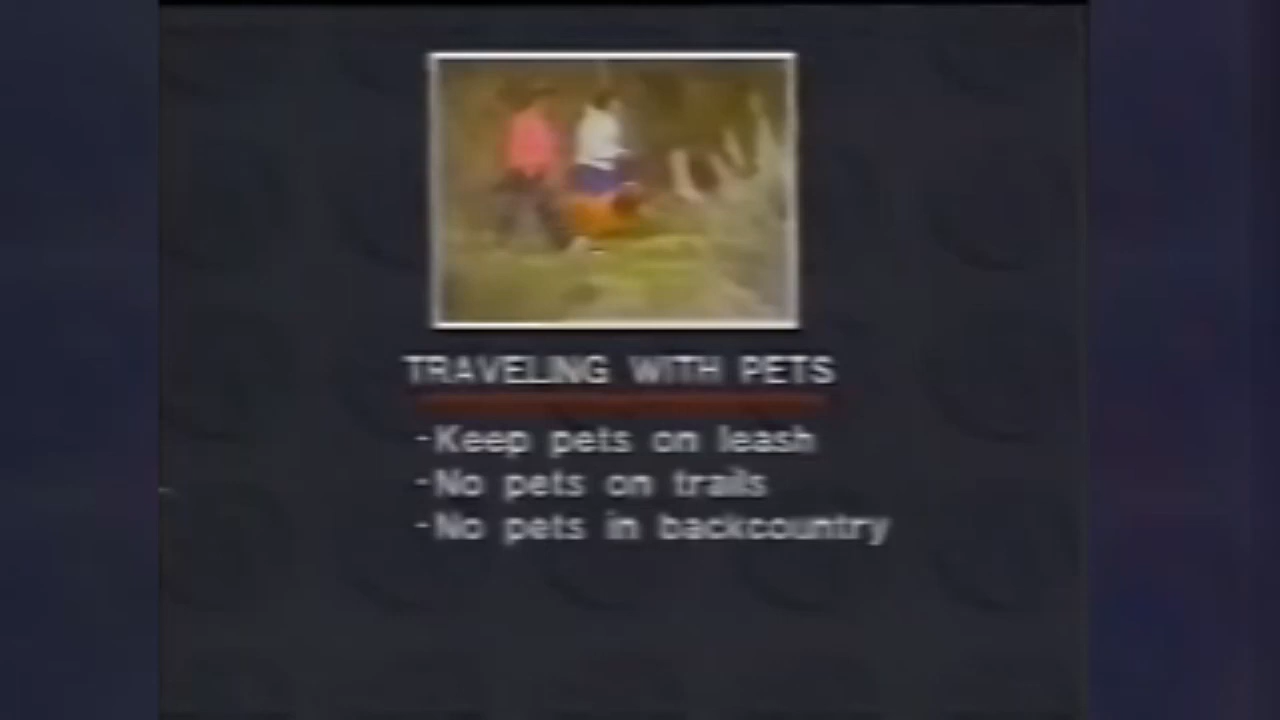 TRAVELING WITH PETS
-Keep pets on leash
-No pets on trails
-No pets in backcountry